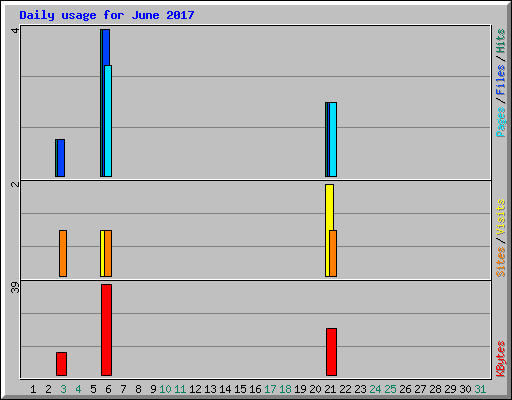 Daily usage for June 2017
4
2
39
Pages/Files/Hits
Sites/Visits
KBytes
1 2 3 4 5 6 7 8 9 10 11 12 13 14 15 16 17 18 19 20 21 22 23 24 25 26 27 28 29 30 31